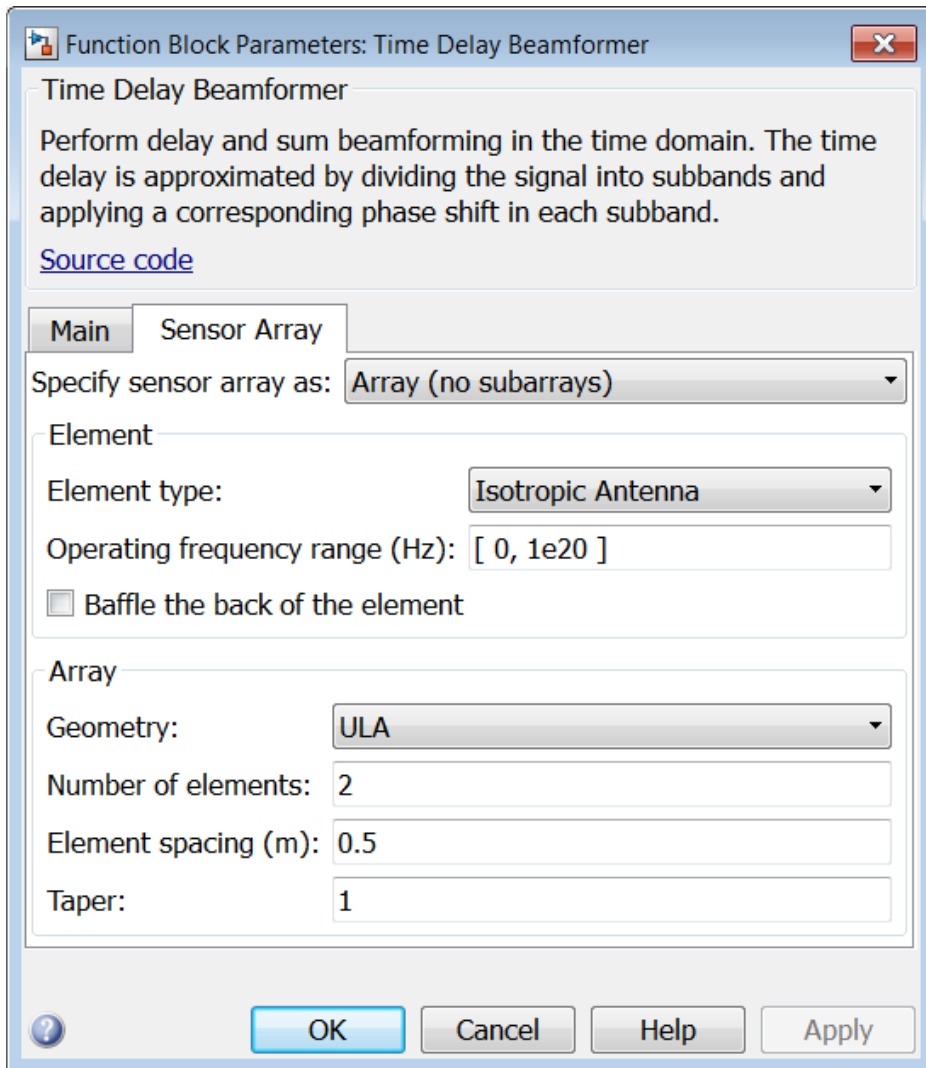 Function Block Parameters: Time Delay Beamformer
Time Delay Beamformer
Perform delay and sum beamforming in the time domain. The time
delay is approximated by dividing the signal into subbands and
applying a corresponding phase shift in each subband.
Source code
Main Sensor Array
Specify sensor array as: Array (no subarrays)
Element
Element type: Isotropic Antenna
Operating frequency range (Hz): [ 0, 1e20 ]
Baffle the back of the element
Array
Geometry: ULA
Number of elements: 2
Element spacing (m): 0.5
Taper: 1
? OK Cancel Help Apply